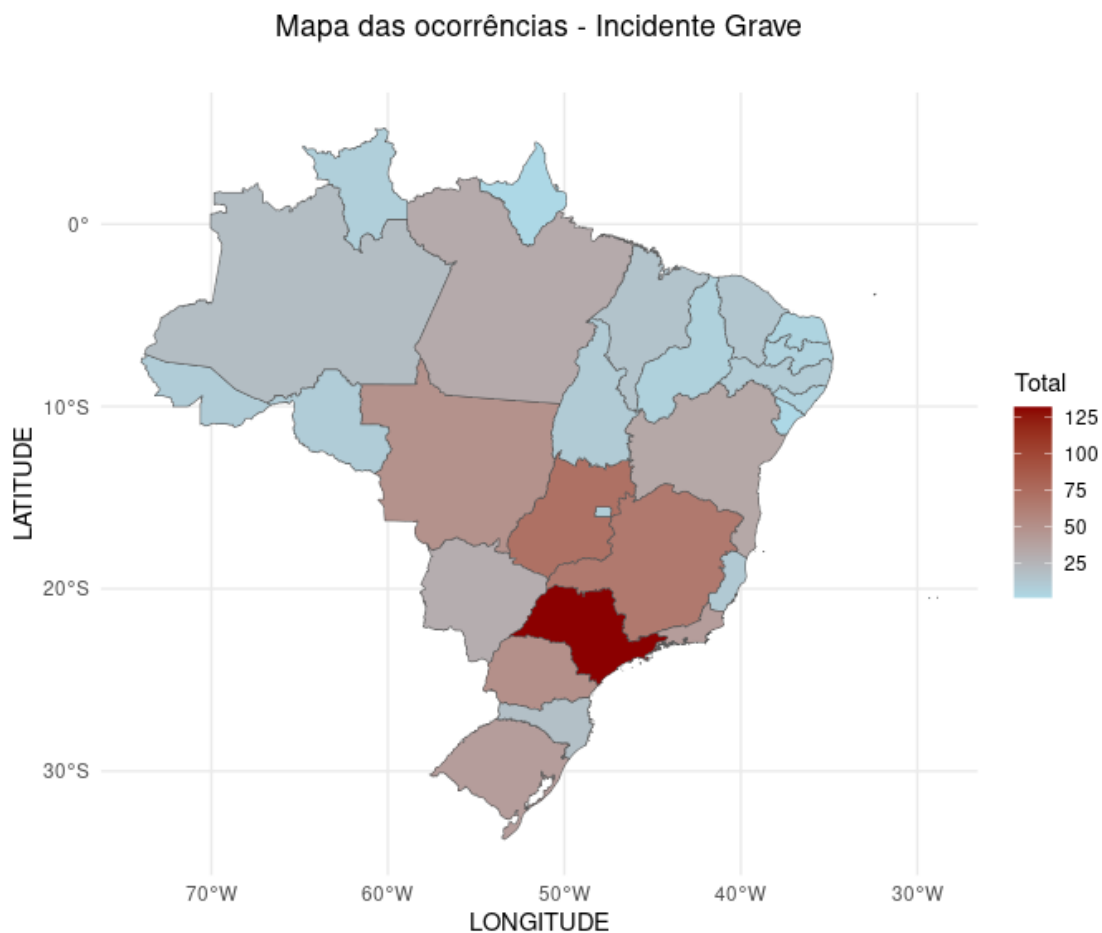 Mapa das ocorrências - Incidente Grave
0°
10°S
20°S
30°S
LATITUDE
70°W
60°W
50°W
40°W
30°W
LONGITUDE
Total
125
100
75
50
25